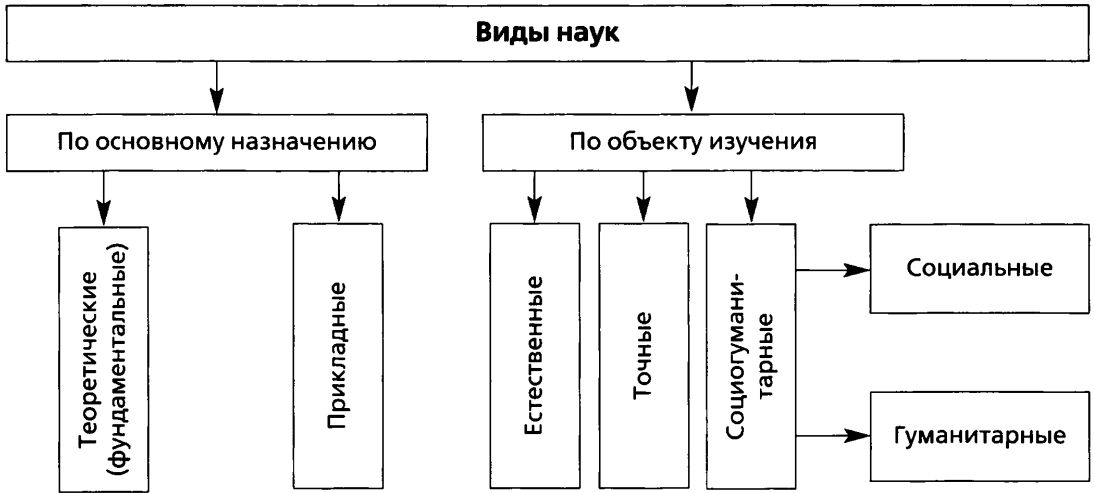 Виды наук
По основному назначению
По объекту изучения
Теоретические
(фундаментальные)
Прикладные
Естественные
Точные
Социогумани-
тарные
Социальные
Гуманитарные